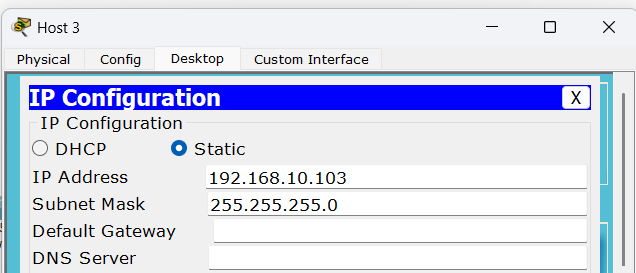 Host 3
Physical Config Desktop Custom Interface
IP Configuration X
IP Configuration
DHCP Static
IP Address 192.168.10.103
Subnet Mask 255.255.255.0
Default Gateway
DNS Server